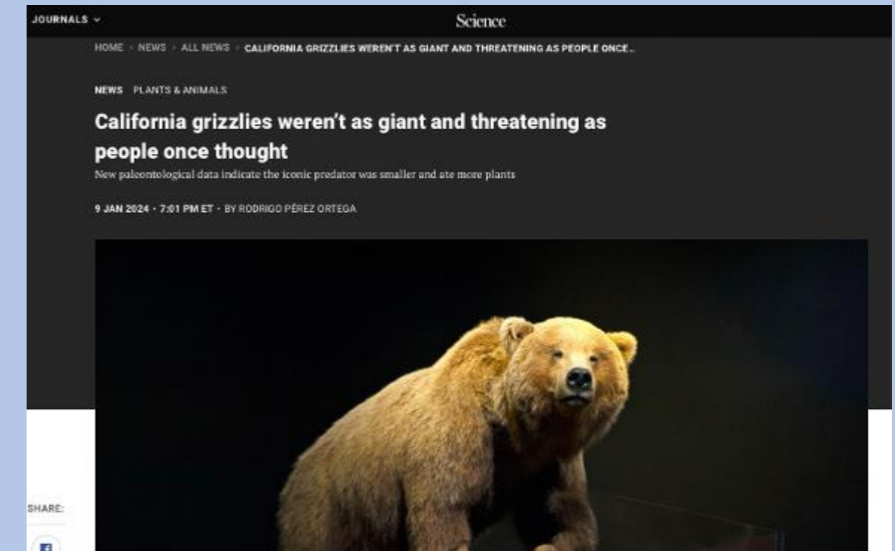 JOURNALS
Science
HOME > NEWS > ALL NEWS > CALIFORNIA GRIZZLIES WEREN'T AS GIANT AND THREATENING AS PEOPLE ONCE...
NEWS PLANTS & ANIMALS
California grizzlies weren't as giant and threatening as
people once thought
New paleontological data indicate the iconic predator was smaller and ate more plants
9 JAN 2024 • 7:01 PM ET • BY RODRIGO PÉREZ ORTEGA
SHARE: